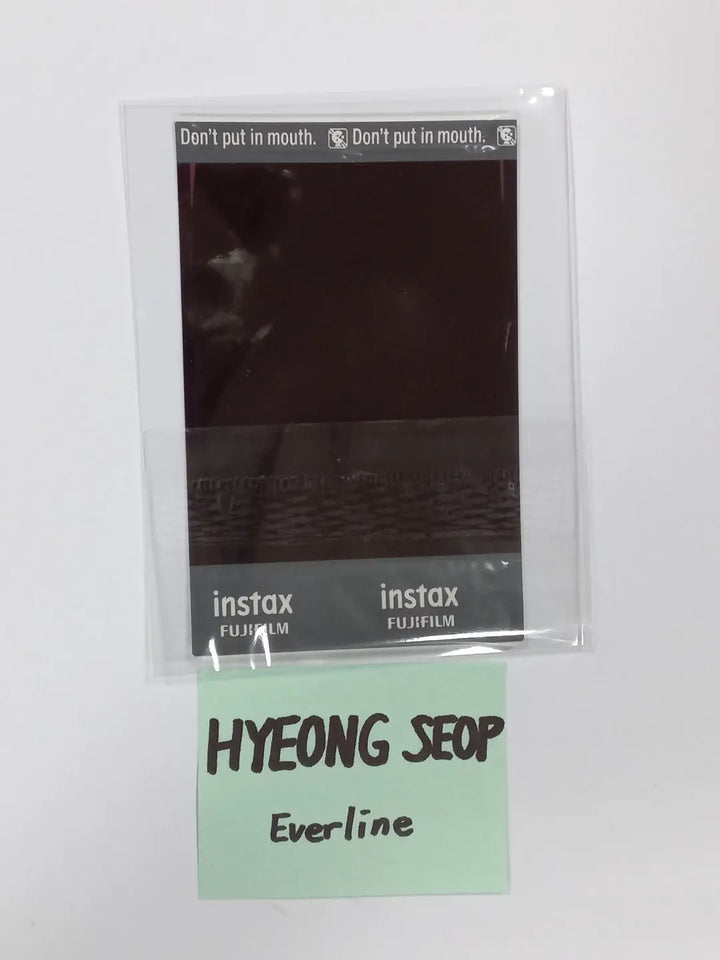 Don't put in mouth. Don't put in mouth.
instax instax
FUJIFILM FUJIFILM
HYEONG SEOP
Everline